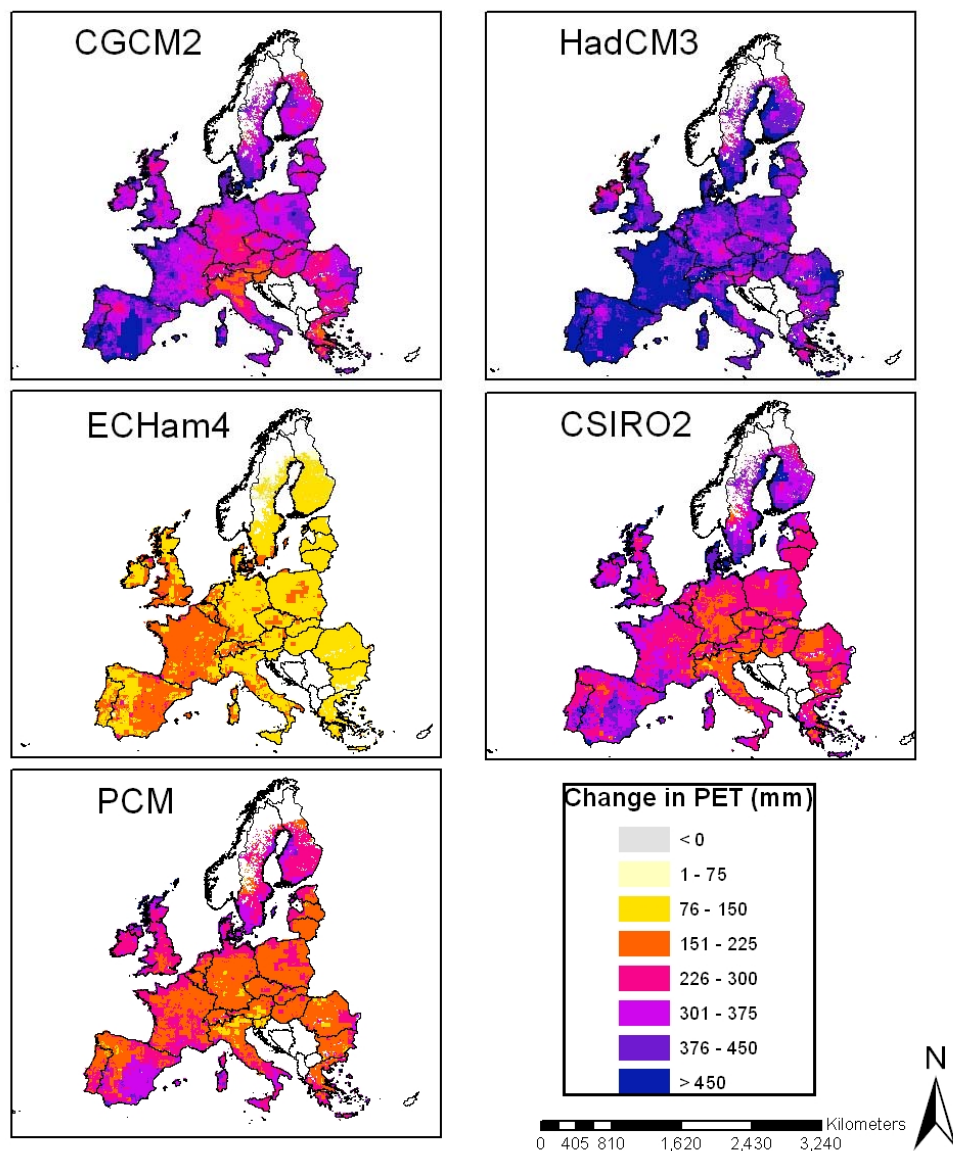 CGCM2
HadCM3
ECHam4
CSIRO2
PCM
Change in PET (mm)
< 0
1 - 75
76 - 150
151 - 225
226 - 300
301 - 375
376 - 450
> 450
N
Kilometers
0 405 810 1,620 2,430 3,240